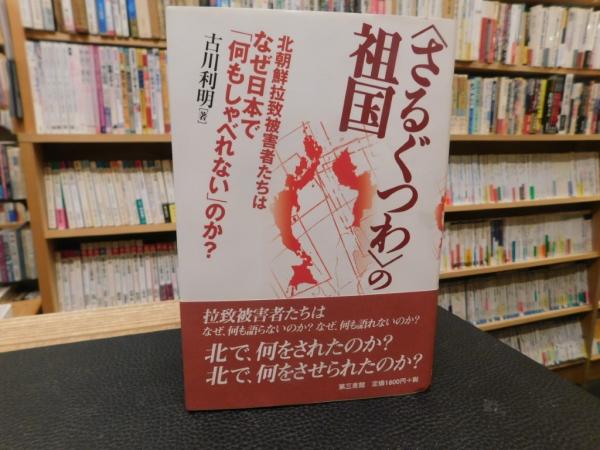 〈さるぐつわ〉の
祖国
北朝鮮拉致被害者たちは
なぜ日本で
「何もしゃべれない」のか?
古川利明[著]
拉致被害者たちは
なぜ、何も語らないのか? なぜ、何も語れないのか?
北で、何をされたのか?
北で、何をさせられたのか?
第三書館 定価1800円+税